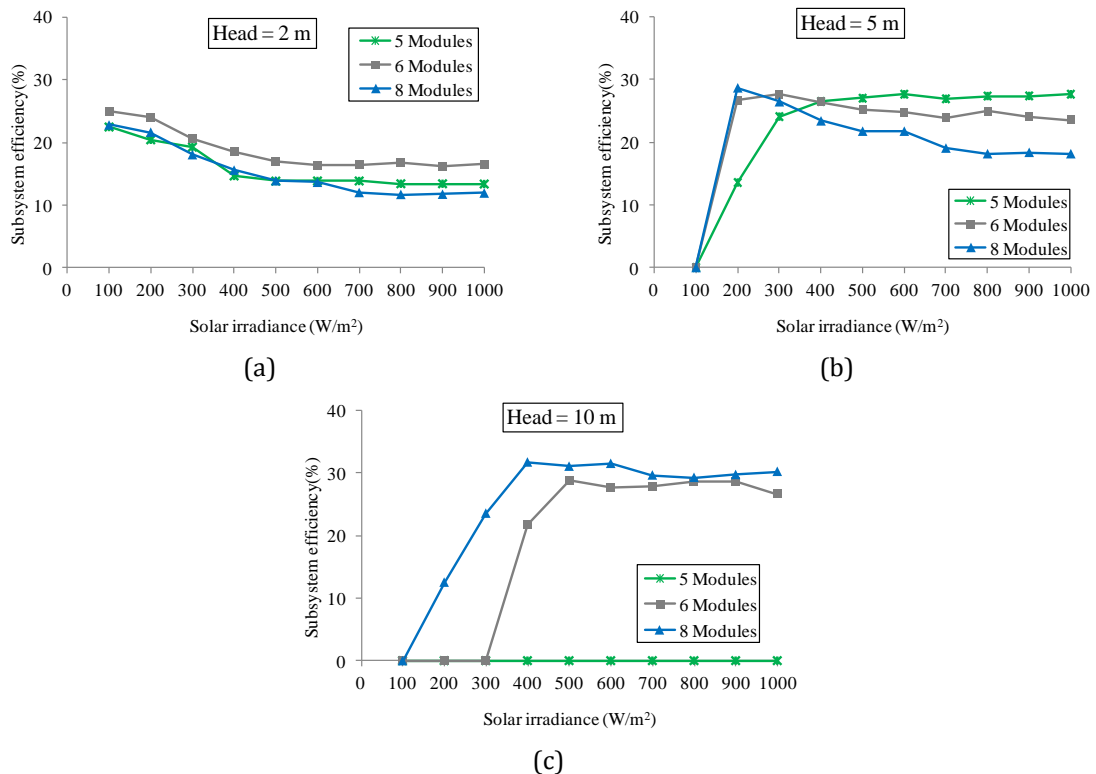 Head = 2 m
5 Modules
6 Modules
8 Modules
Subsystem efficiency(%)
40
30
20
10
0
0 100 200 300 400 500 600 700 800 900 1000
Solar irradiance (W/m²)
(a)
Head = 5 m
5 Modules
6 Modules
8 Modules
Subsystem efficiency(%)
40
30
20
10
0
0 100 200 300 400 500 600 700 800 900 1000
Solar irradiance (W/m²)
(b)
Head = 10 m
5 Modules
6 Modules
8 Modules
Subsystem efficiency(%)
40
30
20
10
0
0 100 200 300 400 500 600 700 800 900 1000
Solar irradiance (W/m²)
(c)